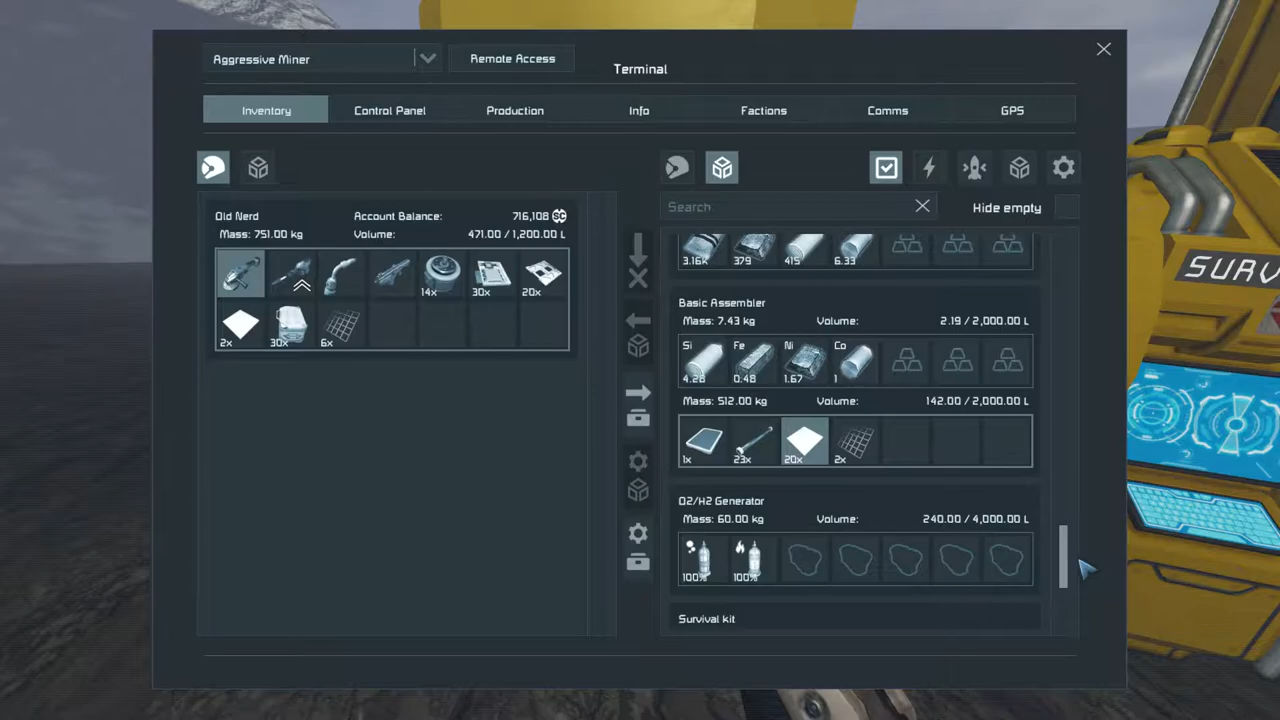 Aggressive Miner
Remote Access
Terminal
Inventory
Control Panel
Production
Info
Factions
Comms
GPS
Search
Hide empty
Old Nerd
Account Balance:
716,108 SC
Mass: 751.00 kg
Volume:
471.00 / 1,200.00 L
14x
30x
20x
2x
30x
6x
3.16k
379
415
6.33
Basic Assembler
Mass: 7.43 kg
Volume:
2.19 / 2,000.00 L
Si
Fe
Ni
Co
4.28
0.48
1.67
1
Mass: 512.00 kg
Volume:
142.00 / 2,000.00 L
1x
23x
20x
2x
O2/H2 Generator
Mass: 60.00 kg
Volume:
240.00 / 4,000.00 L
100%
100%
Survival kit
SURV